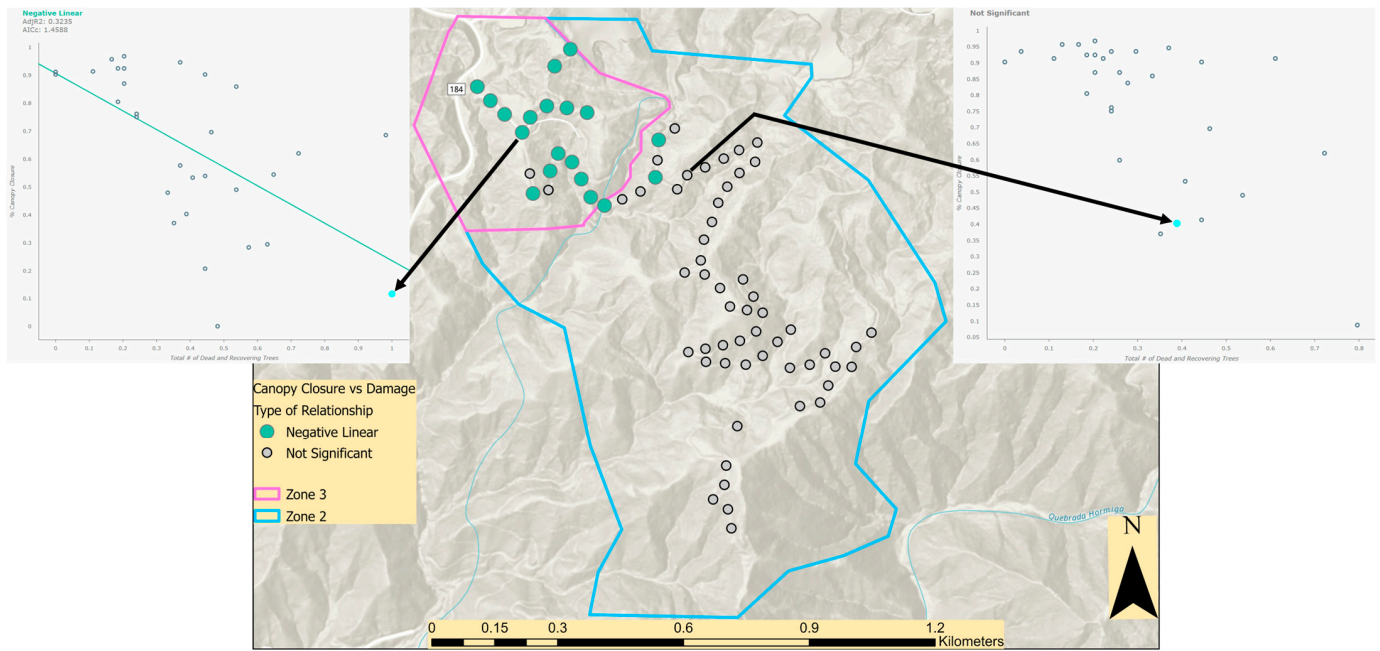 Negative Linear
AdjR2: 0.3235
AICc: 1.4588
1
0.9
0.8
0.7
0.6
0.5
0.4
0.3
0.2
0.1
0
% Canopy Closure
0 0.1 0.2 0.3 0.4 0.5 0.6 0.7 0.8 0.9 1
Total # of Dead and Recovering Trees
Not Significant
1
0.95
0.9
0.85
0.8
0.75
0.7
0.65
0.6
0.55
0.5
0.45
0.4
0.35
0.3
0.25
0.2
0.15
0.1
0.05
% Canopy Closure
0 0.1 0.2 0.3 0.4 0.5 0.6 0.7 0.8
Total # of Dead and Recovering Trees
184
Canopy Closure vs Damage
Type of Relationship
Negative Linear
Not Significant
Zone 3
Zone 2
Quebrada Hormiga
N
0 0.15 0.3 0.6 0.9 1.2
Kilometers